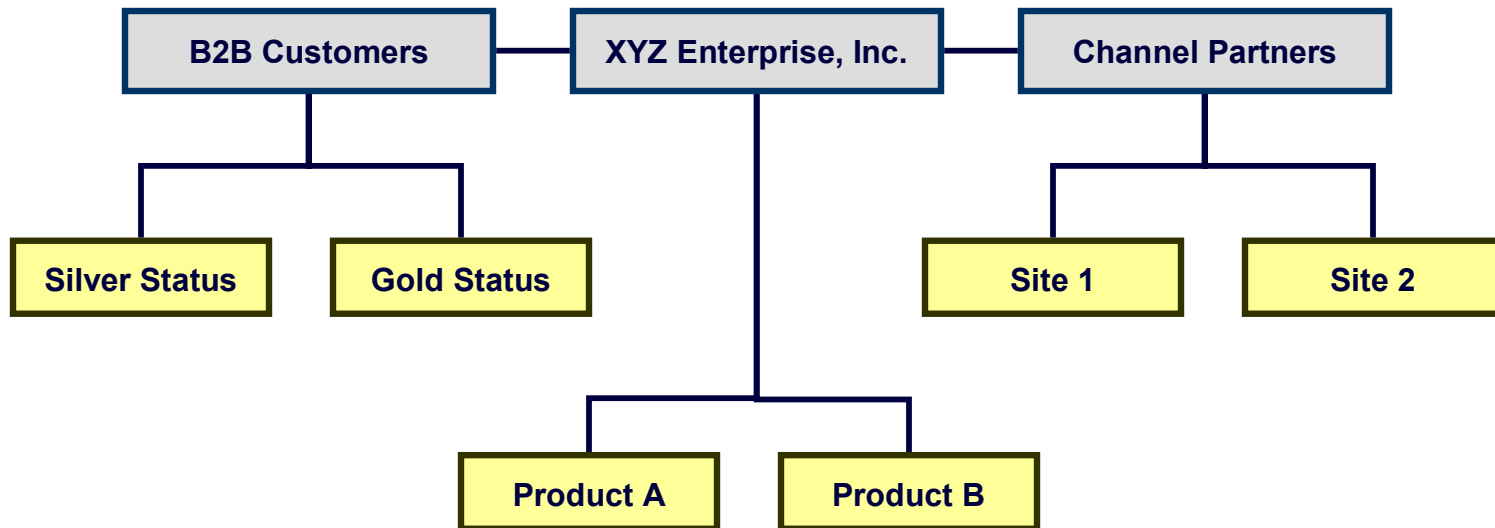 B2B Customers
XYZ Enterprise, Inc.
Channel Partners
Silver Status
Gold Status
Site 1
Site 2
Product A
Product B